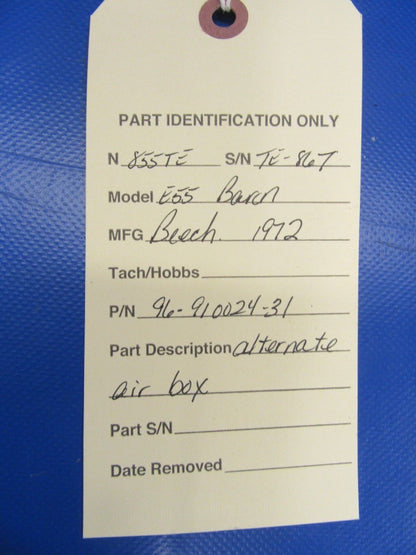 PART IDENTIFICATION ONLY
N 855TE S/N TE-867
Model E55 Baron
MFG Beech 1972
Tach/Hobbs
P/N 96-910024-31
Part Description alternate
air box
Part S/N
Date Removed